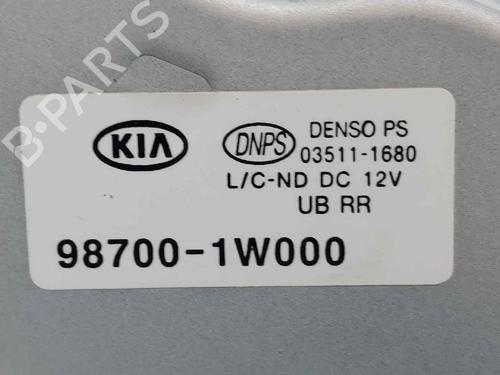 B·PARTS
KIA DNPS DENSO PS
03511-1680
L/C-ND DC 12V
UB RR
98700-1W000